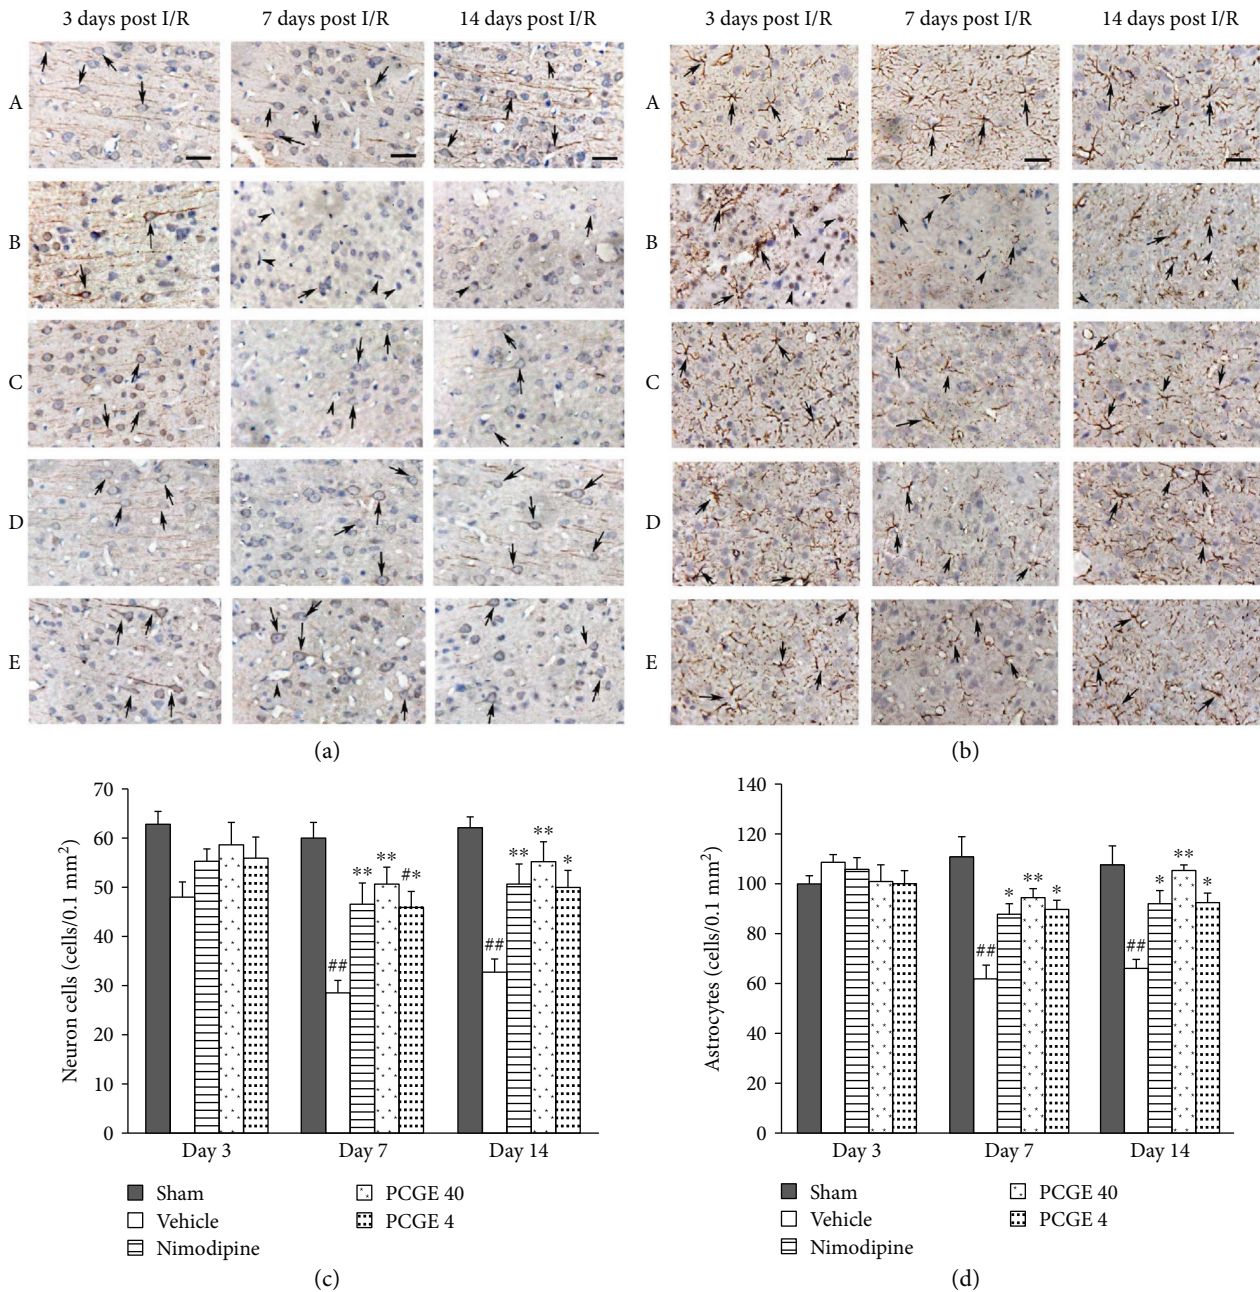 3 days post I/R 7 days post I/R 14 days post I/R
A
B
C
D
E
(a)
3 days post I/R 7 days post I/R 14 days post I/R
A
B
C
D
E
(b)
Neuron cells (cells/0.1 mm²)
70
60
50
40
30
20
10
0
## ** ** #* ## ** ** *
Day 3 Day 7 Day 14
Sham PCGE 40
Vehicle PCGE 4
Nimodipine
(c)
Astrocytes (cells/0.1 mm²)
140
120
100
80
60
40
20
0
## * ** * ## * ** *
Day 3 Day 7 Day 14
Sham PCGE 40
Vehicle PCGE 4
Nimodipine
(d)